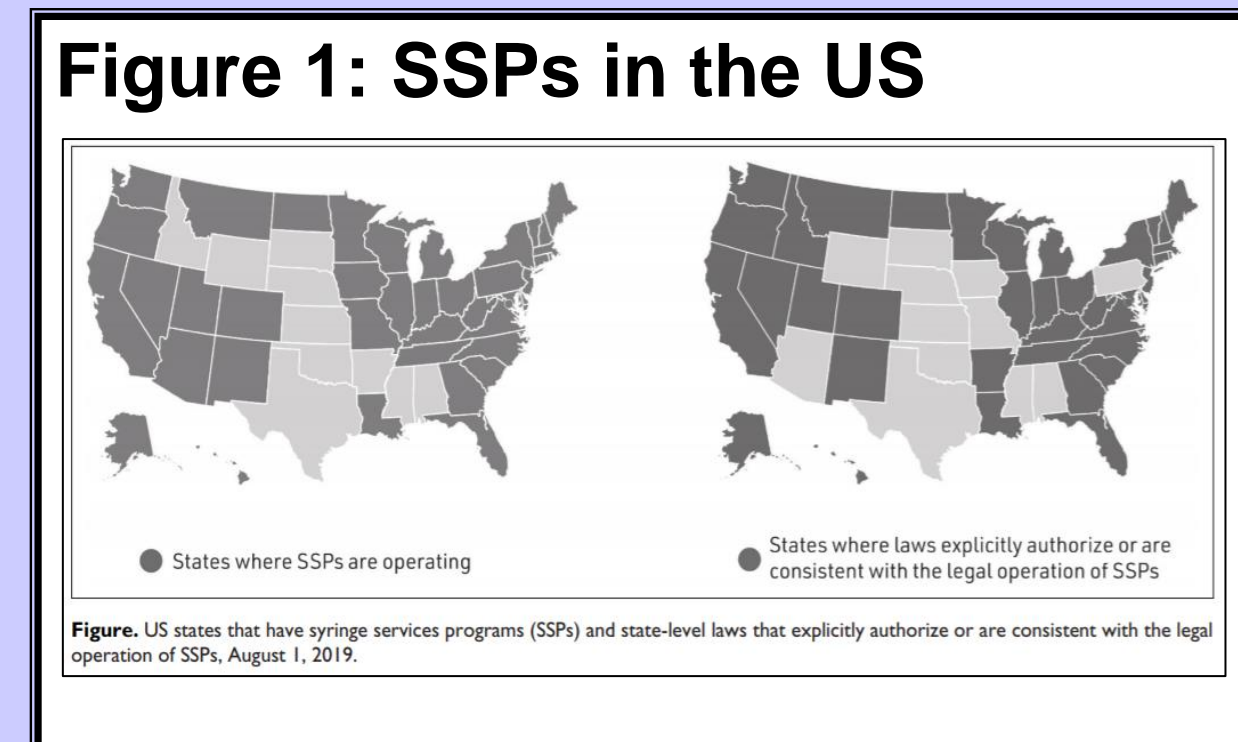 Figure 1: SSPs in the US
States where SSPs are operating
States where laws explicitly authorize or are
consistent with the legal operation of SSPs
Figure. US states that have syringe services programs (SSPs) and state-level laws that explicitly authorize or are consistent with the legal
operation of SSPs, August 1, 2019.